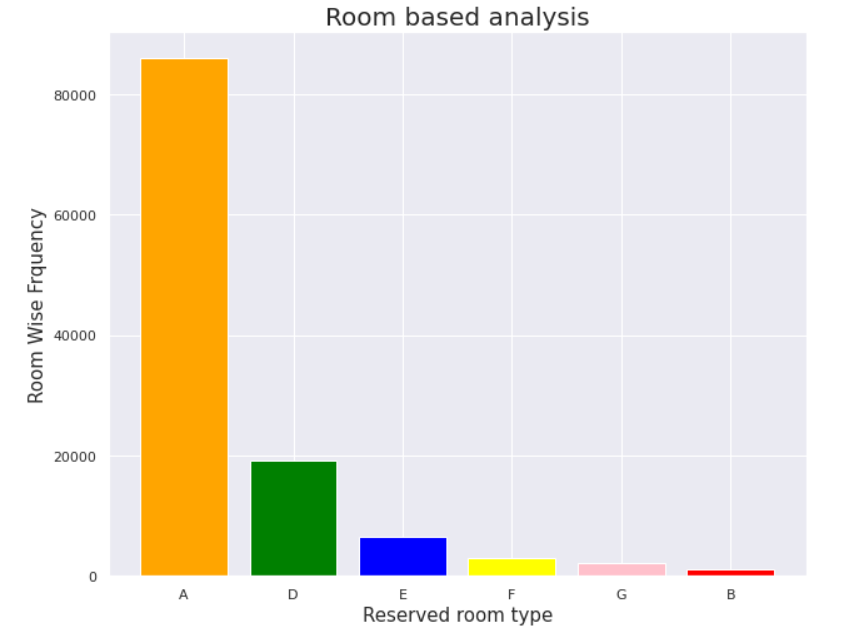 Room based analysis
80000
60000
40000
20000
0
Room Wise Frquency
A D E F G B
Reserved room type